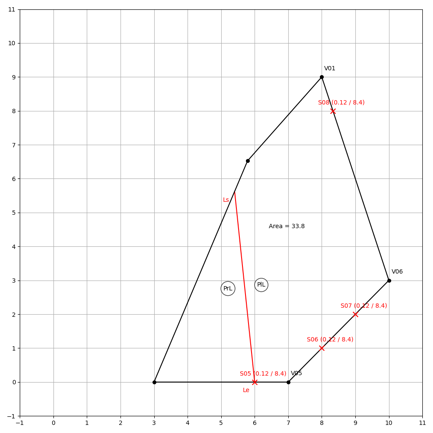 11
10
9
8
7
6
5
4
3
2
1
0
−1
V01
S08 (0.12 / 8.4)
Ls
Area = 33.8
PrL
PlL
V06
S07 (0.12 / 8.4)
S06 (0.12 / 8.4)
S05 (0.12 / 8.4)
V05
Le
−1 0 1 2 3 4 5 6 7 8 9 10 11